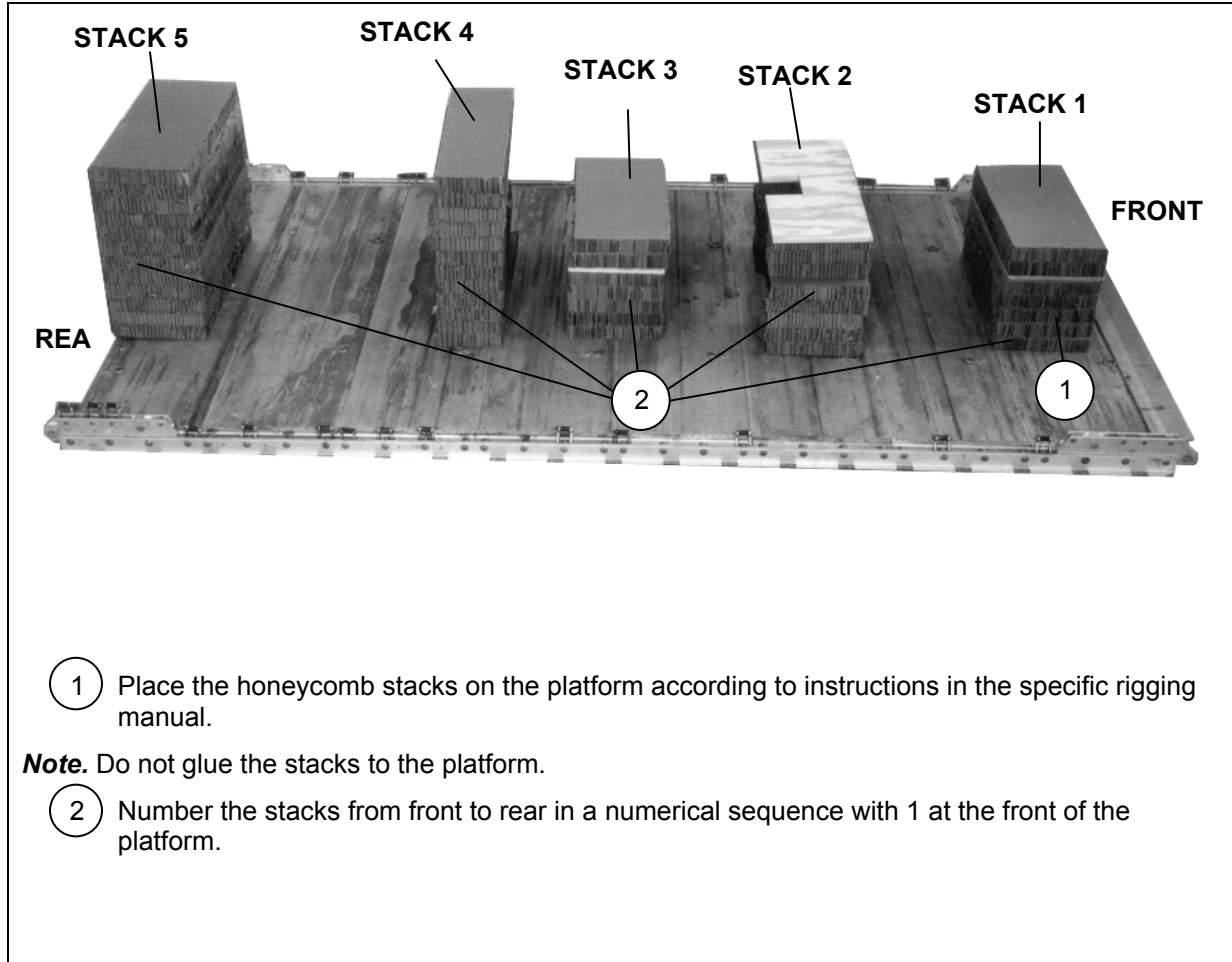 STACK 5
STACK 4
STACK 3
STACK 2
STACK 1
FRONT
REA
2
1
1 Place the honeycomb stacks on the platform according to instructions in the specific rigging
manual.
Note. Do not glue the stacks to the platform.
2 Number the stacks from front to rear in a numerical sequence with 1 at the front of the
platform.